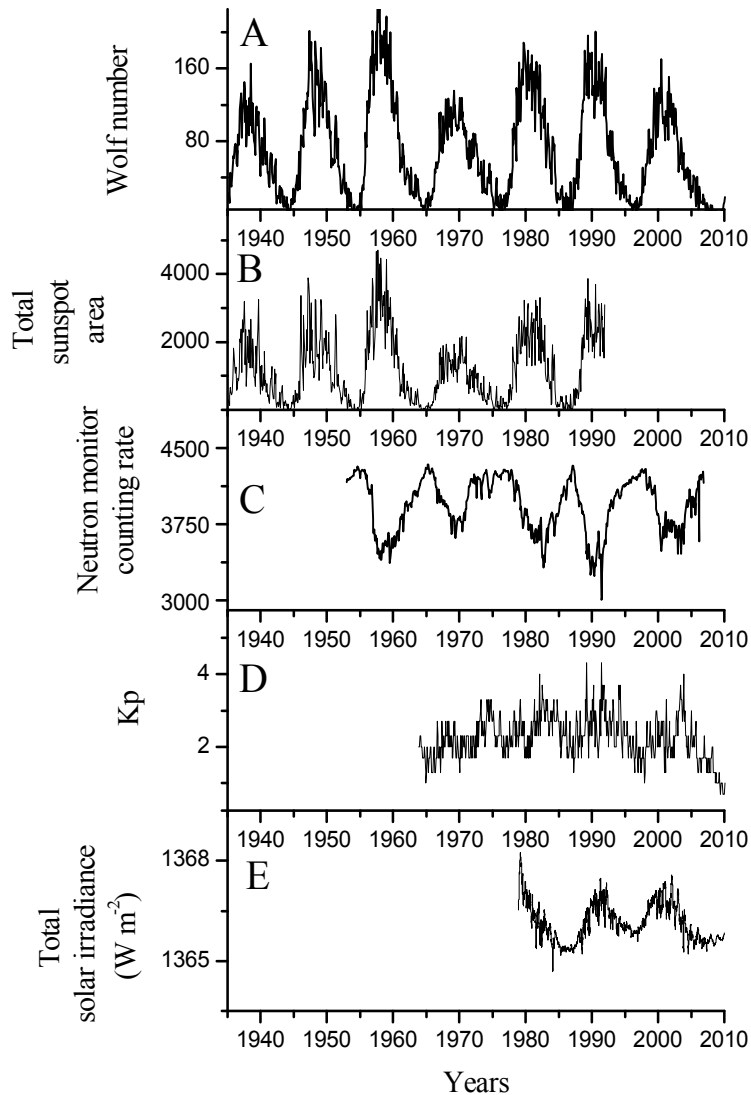 A
Wolf number
160
80
1940 1950 1960 1970 1980 1990 2000 2010
B
Total
sunspot
area
4000
2000
1940 1950 1960 1970 1980 1990 2000 2010
C
Neutron monitor
counting rate
4500
3750
3000
1940 1950 1960 1970 1980 1990 2000 2010
D
Kp
4
2
1940 1950 1960 1970 1980 1990 2000 2010
E
Total
solar irradiance
(W m⁻²)
1368
1365
1940 1950 1960 1970 1980 1990 2000 2010
Years